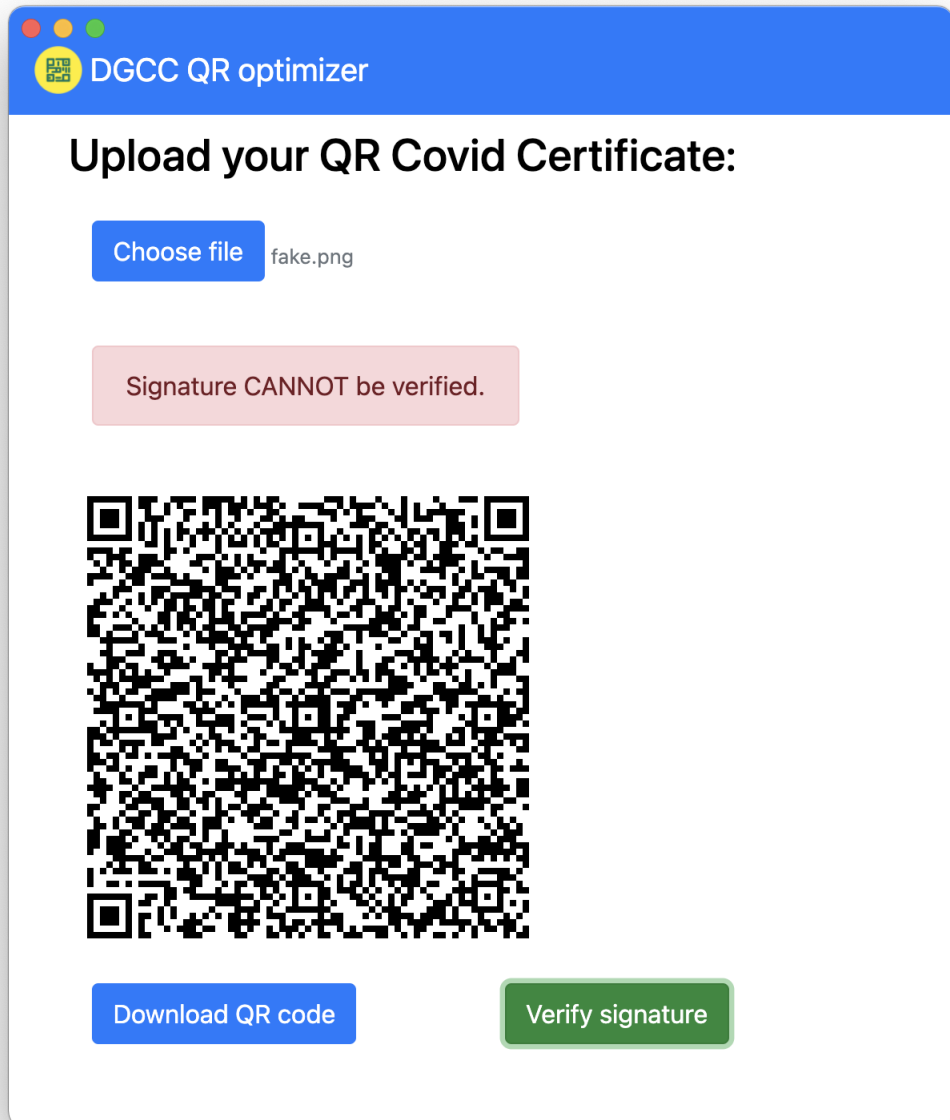 DGCC QR optimizer
Upload your QR Covid Certificate:
Choose file fake.png
Signature CANNOT be verified.
Download QR code Verify signature